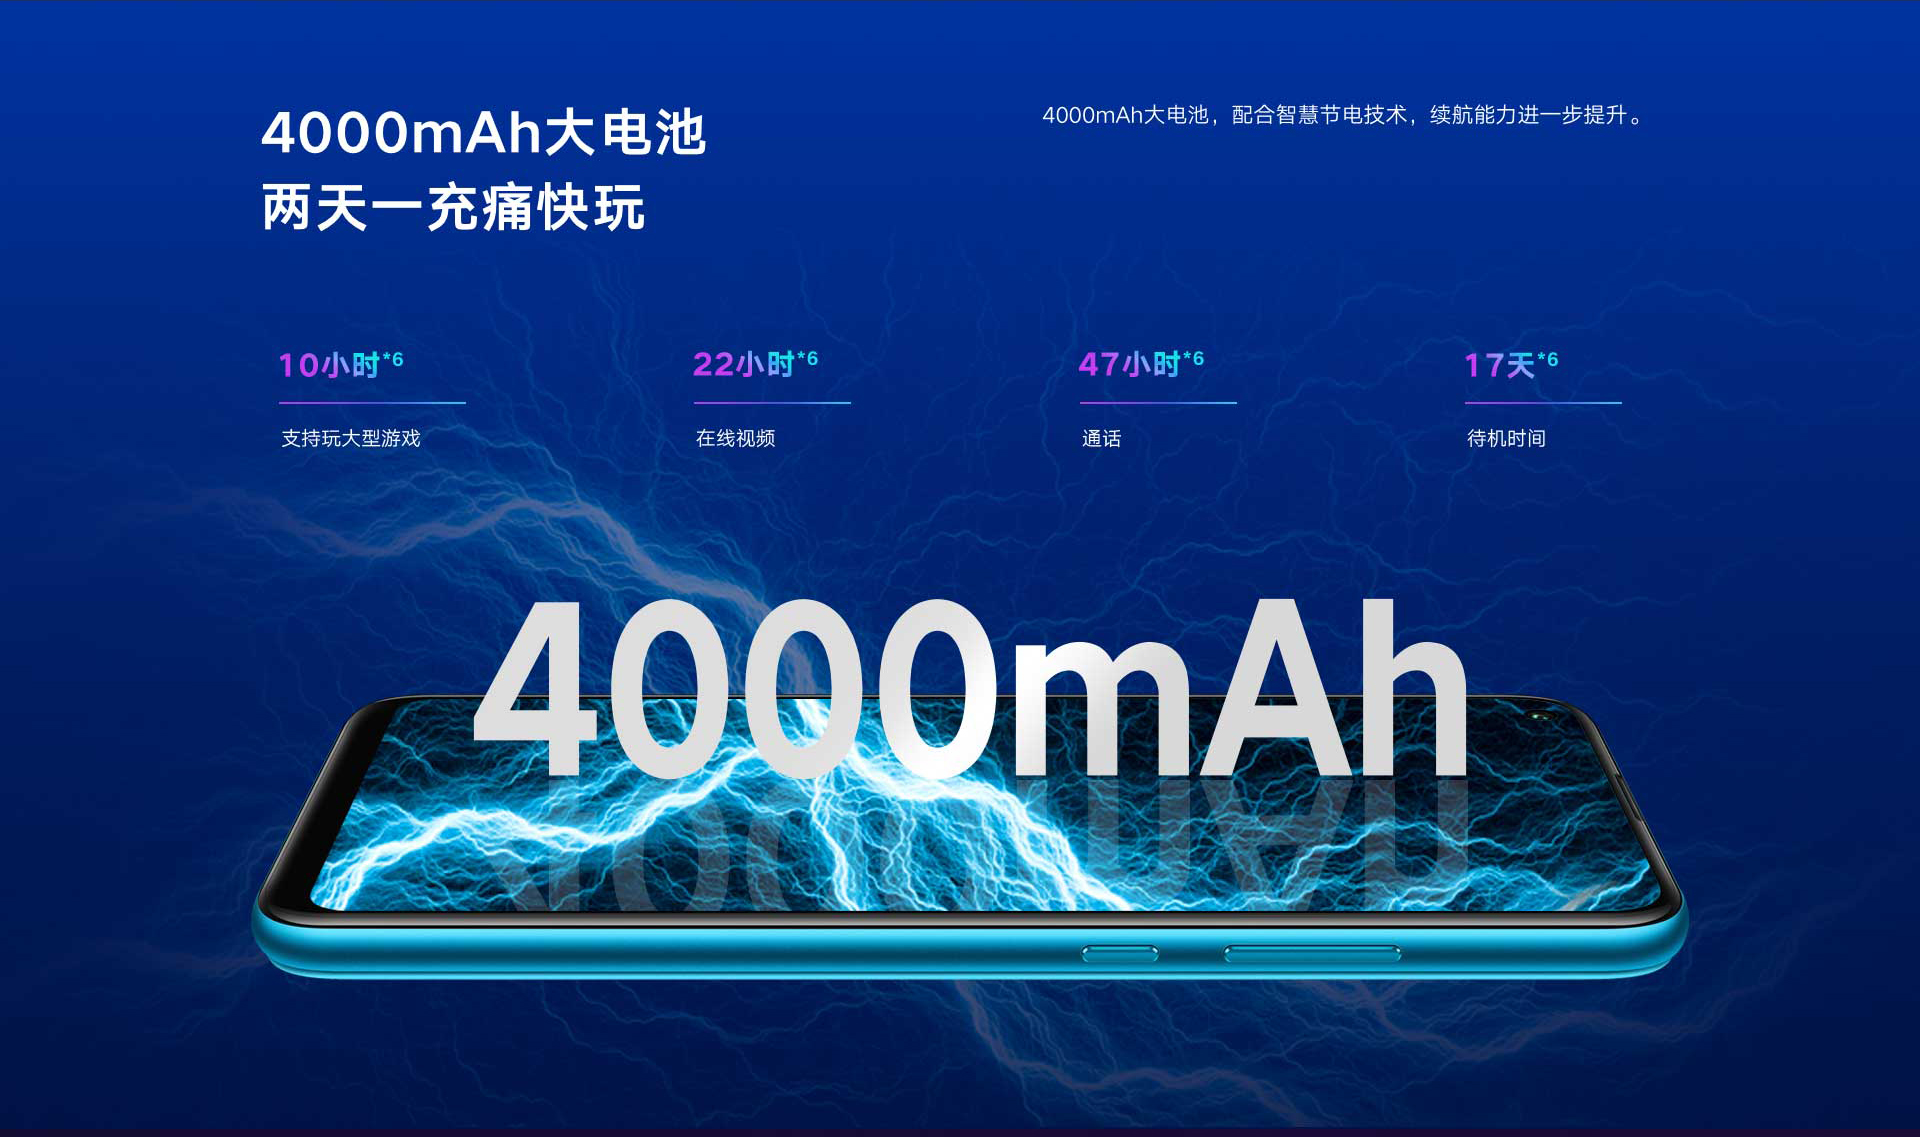 4000mAh大电池
两天一充痛快玩
4000mAh大电池，配合智慧节电技术，续航能力进一步提升。
10小时*6
支持玩大型游戏
22小时*6
在线视频
47小时*6
通话
17天*6
待机时间
4000mAh